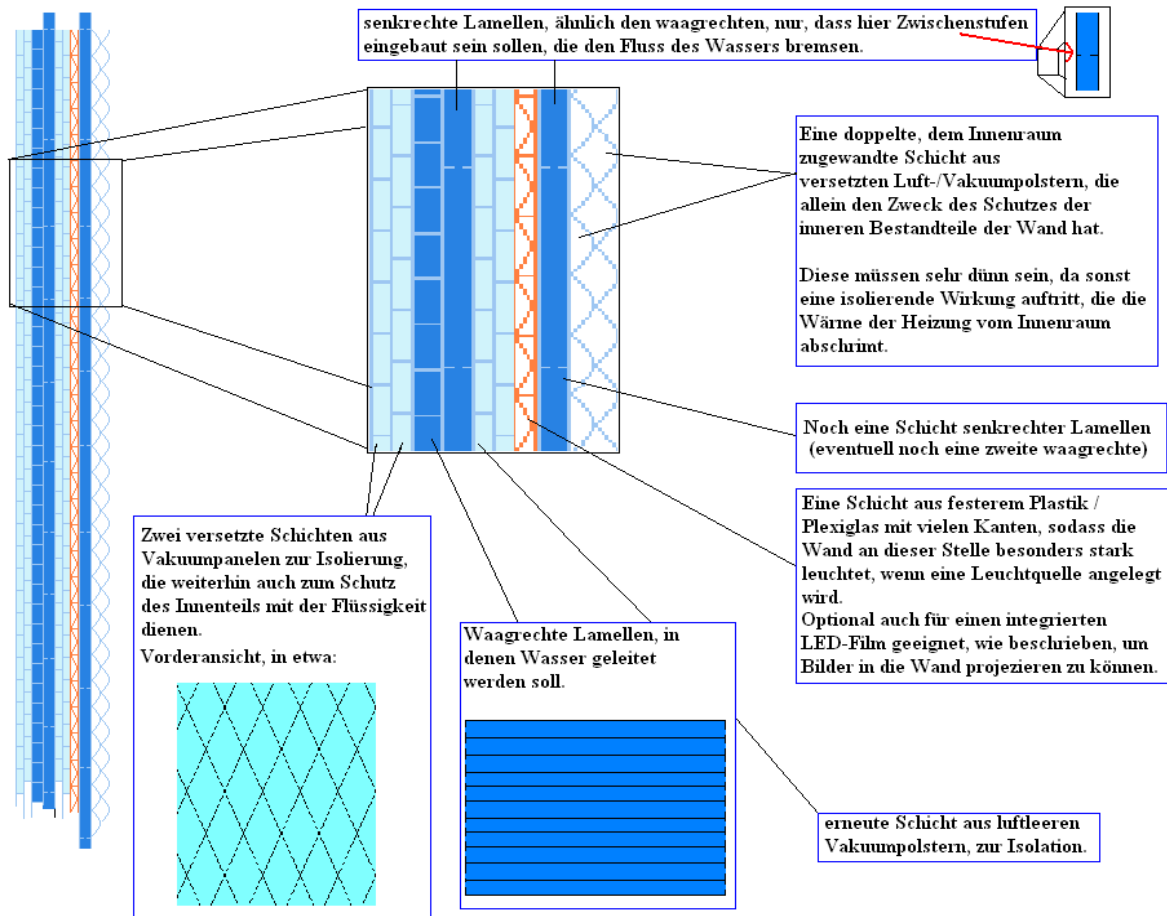 senkrechte Lamellen, ähnlich den waagrechten, nur, dass hier Zwischenstufen
eingebaut sein sollen, die den Fluss des Wassers bremsen.
Eine doppelte, dem Innenraum
zugewandte Schicht aus
versetzten Luft-/Vakuumpolstern, die
allein den Zweck des Schutzes der
inneren Bestandteile der Wand hat.
Diese müssen sehr dünn sein, da sonst
eine isolierende Wirkung auftritt, die die
Wärme der Heizung vom Innenraum
abschrimt.
Noch eine Schicht senkrechter Lamellen
(eventuell noch eine zweite waagrechte)
Eine Schicht aus festerem Plastik /
Plexiglas mit vielen Kanten, sodass die
Wand an dieser Stelle besonders stark
leuchtet, wenn eine Leuchtquelle angelegt
wird.
Optional auch für einen integrierten
LED-Film geeignet, wie beschrieben, um
Bilder in die Wand projezieren zu können.
Zwei versetzte Schichten aus
Vakuumpanelen zur Isolierung,
die weiterhin auch zum Schutz
des Innenteils mit der Flüssigkeit
dienen.
Vorderansicht, in etwa:
Waagrechte Lamellen, in
denen Wasser geleitet
werden soll.
erneute Schicht aus luftleeren
Vakuumpolstern, zur Isolation.